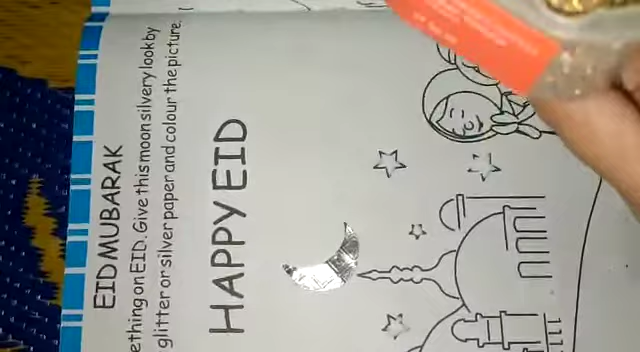 EID MUBARAK
ething on EID. Give this moon silvery look by
glitter or silver paper and colour the picture.
HAPPY EID